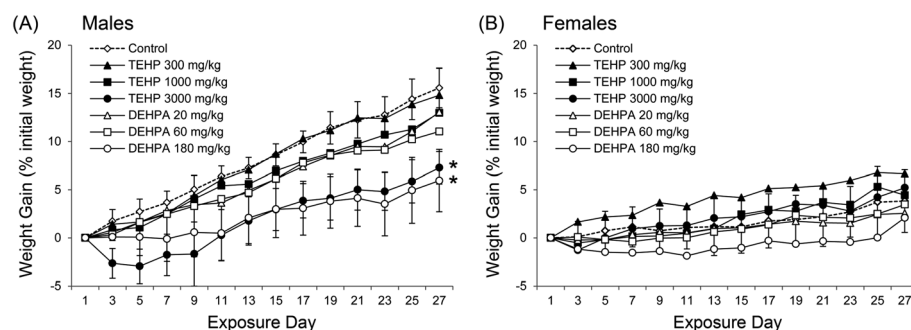 (A) Males
Weight Gain (% initial weight)
20
15
10
5
0
-5
Control
TEHP 300 mg/kg
TEHP 1000 mg/kg
TEHP 3000 mg/kg
DEHPA 20 mg/kg
DEHPA 60 mg/kg
DEHPA 180 mg/kg
*
*
1 3 5 7 9 11 13 15 17 19 21 23 25 27
Exposure Day
(B) Females
Weight Gain (% initial weight)
20
15
10
5
0
-5
Control
TEHP 300 mg/kg
TEHP 1000 mg/kg
TEHP 3000 mg/kg
DEHPA 20 mg/kg
DEHPA 60 mg/kg
DEHPA 180 mg/kg
1 3 5 7 9 11 13 15 17 19 21 23 25 27
Exposure Day